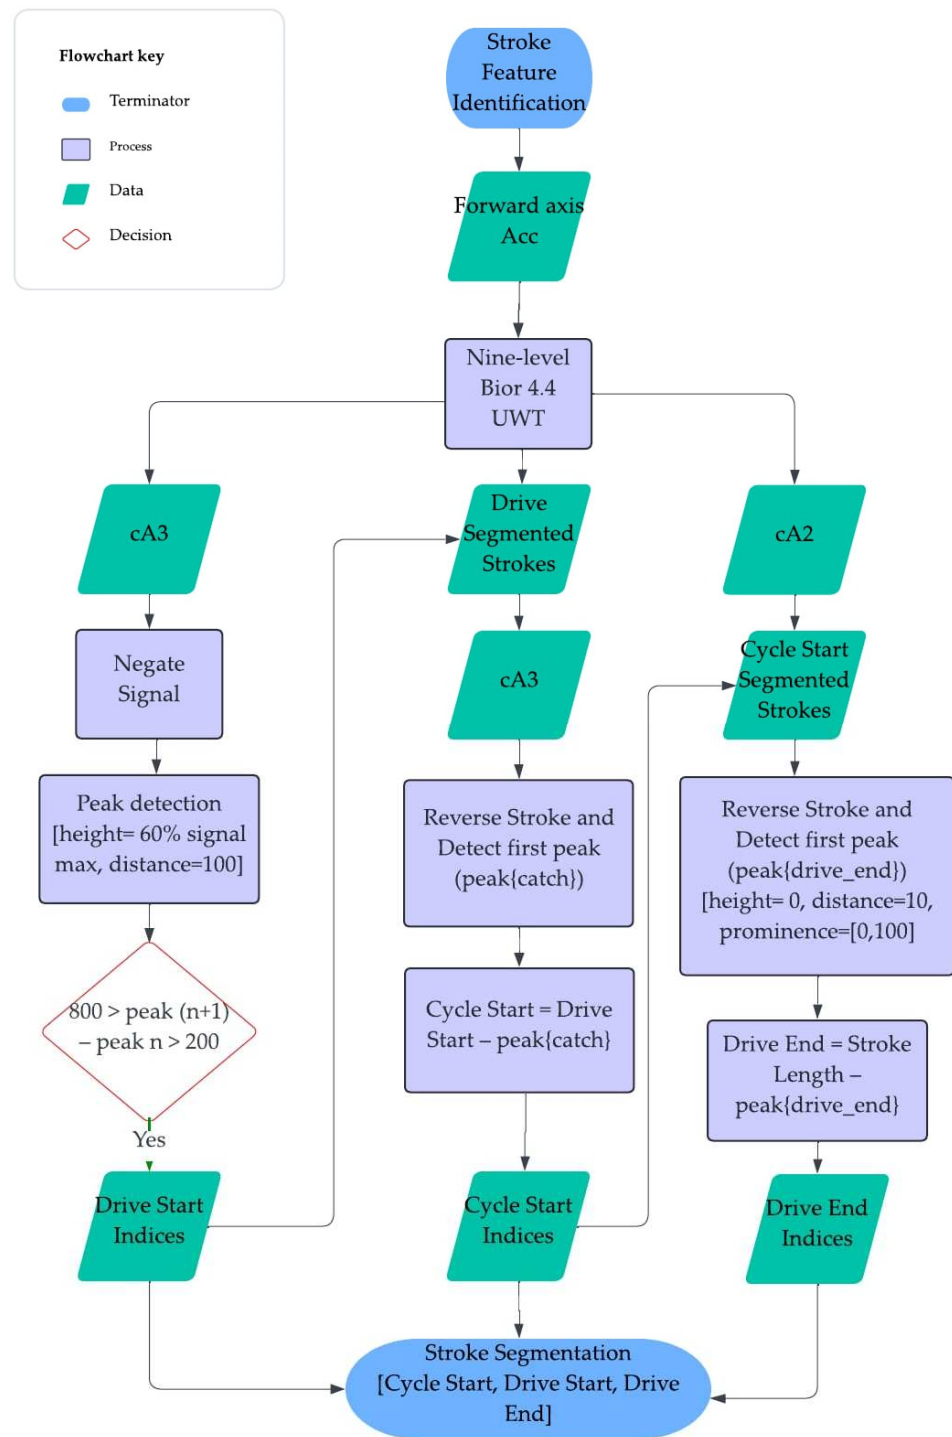 Flowchart key
Terminator
Process
Data
Decision
Stroke
Feature
Identification
Forward axis
Acc
Nine-level
Bior 4.4
UWT
cA3
Negate
Signal
Peak detection
[height= 60% signal
max, distance=100]
800 > peak (n+1)
– peak n > 200
Yes
Drive Start
Indices
Drive
Segmented
Strokes
cA3
Reverse Stroke and
Detect first peak
(peak{catch})
Cycle Start = Drive
Start – peak{catch}
Cycle Start
Indices
cA2
Cycle Start
Segmented
Strokes
Reverse Stroke and
Detect first peak
(peak{drive_end})
[height= 0, distance=10,
prominence=[0,100]
Drive End = Stroke
Length –
peak{drive_end}
Drive End
Indices
Stroke Segmentation
[Cycle Start, Drive Start, Drive
End]